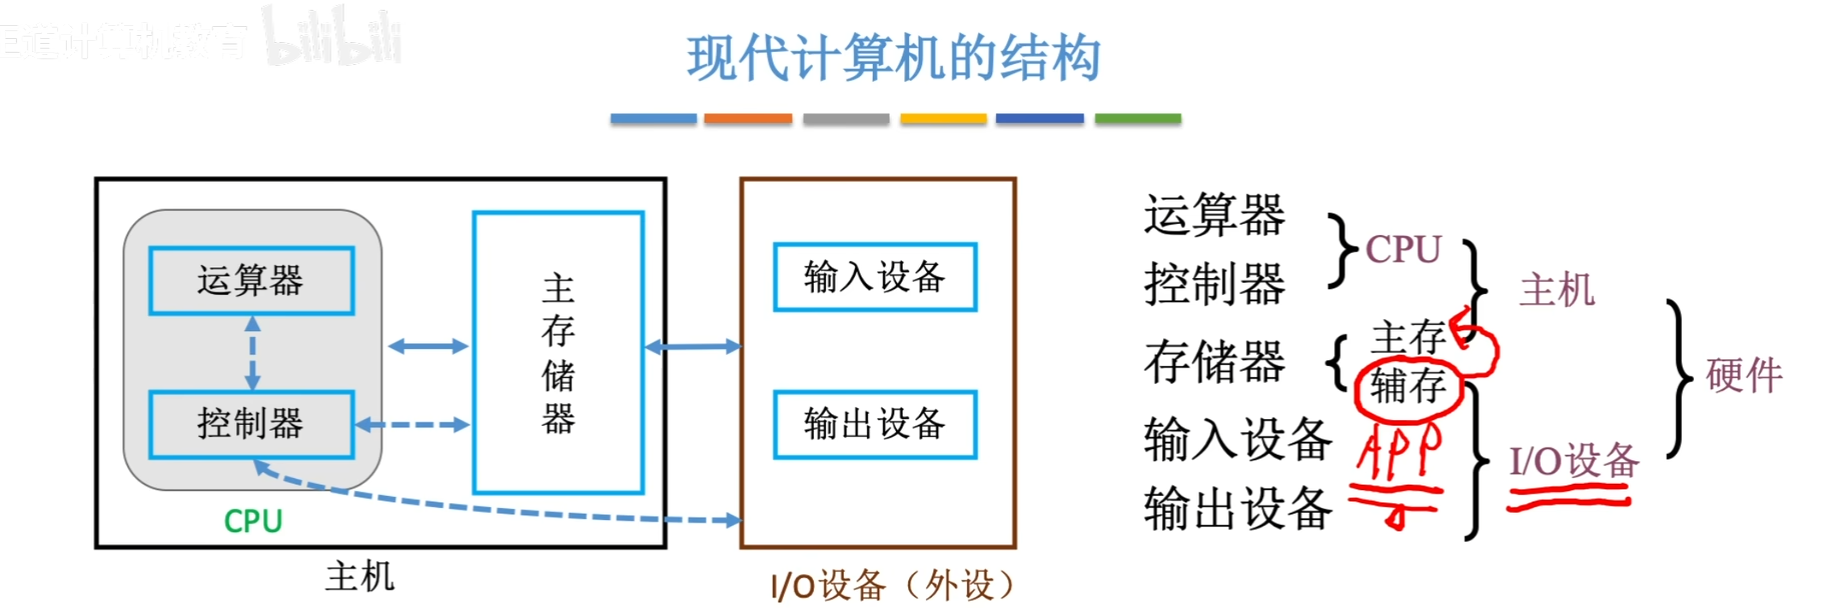 王道计算机教育 bilibili
现代计算机的结构
运算器
控制器
CPU
主存储器
主机
输入设备
输出设备
I/O设备（外设）
运算器
控制器
CPU
主存
辅存
存储器
主机
输入设备
输出设备
APP
I/O设备
硬件